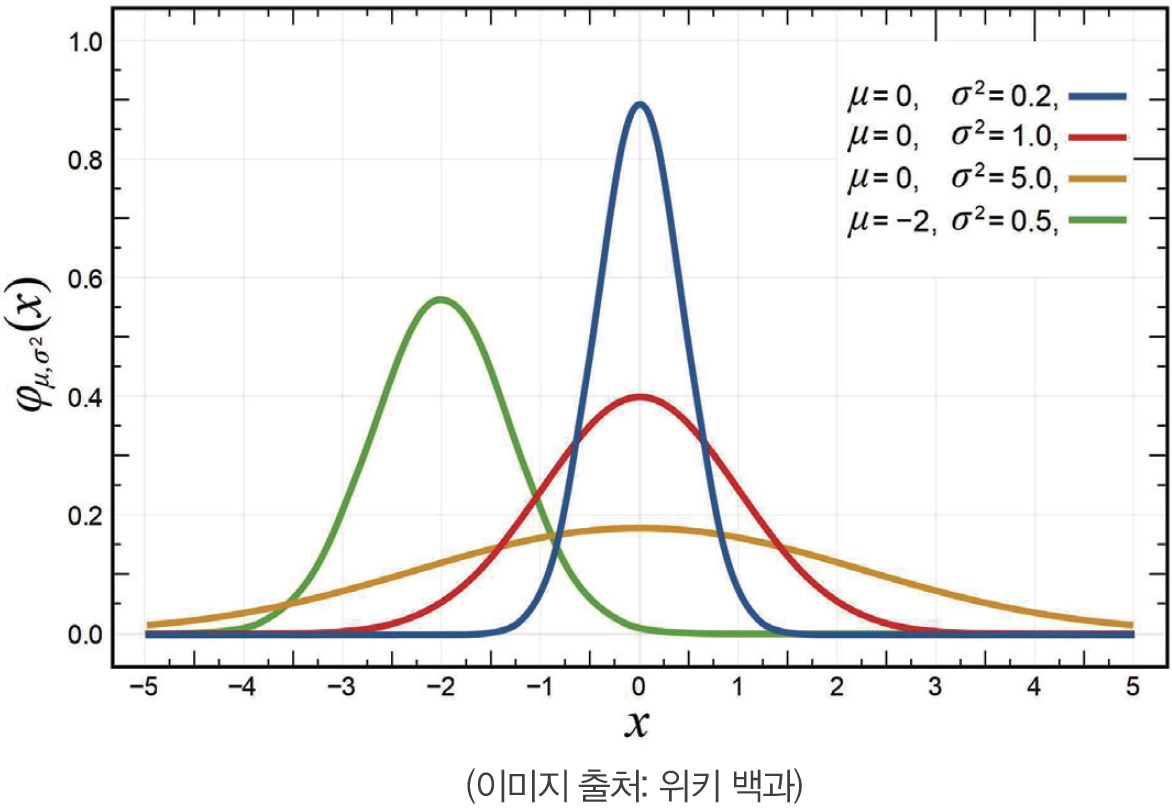 1.0
0.8
0.6
0.4
0.2
0.0
φμ,σ²(x)
μ= 0, σ²= 0.2,
μ= 0, σ²= 1.0,
μ= 0, σ²= 5.0,
μ= −2, σ²= 0.5,
−5 −4 −3 −2 −1 0 1 2 3 4 5
x
(이미지 출처: 위키 백과)